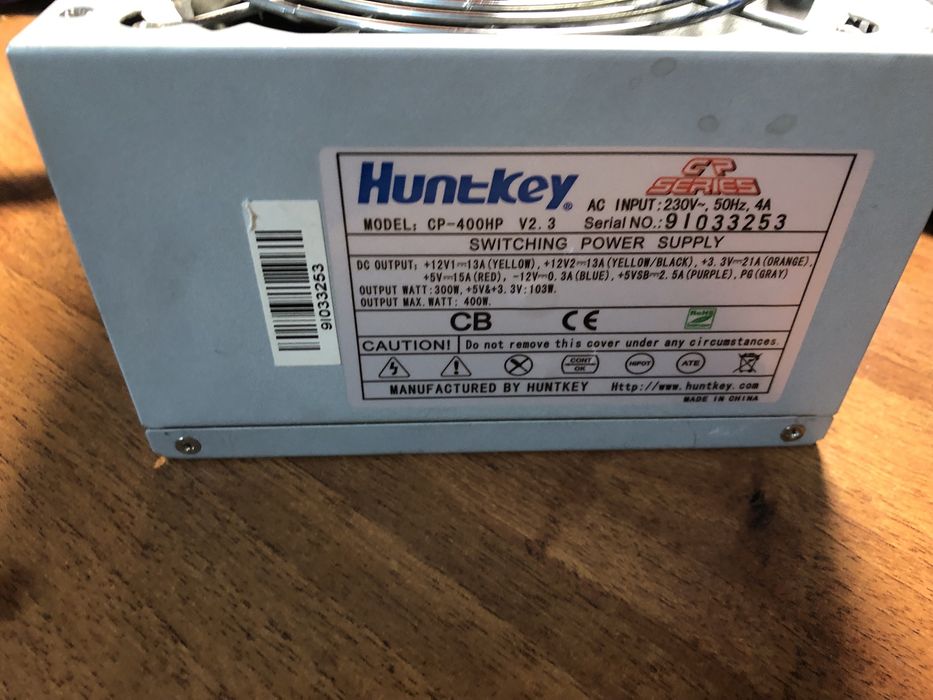 Huntkey®
CP SERIES
AC INPUT: 230V~, 50Hz, 4A
MODEL: CP-400HP V2.3
Serial NO.: 91033253
SWITCHING POWER SUPPLY
DC OUTPUT: +12V1⎓13A(YELLOW), +12V2⎓13A(YELLOW/BLACK), +3.3V⎓21A(ORANGE),
+5V⎓15A(RED), -12V⎓0.3A(BLUE), +5VSB⎓2.5A(PURPLE), PG(GRAY)
OUTPUT WATT: 300W, +5V&+3.3V:103W.
OUTPUT MAX. WATT: 400W.
CB CE RoHS
CAUTION! Do not remove this cover under any circumstances.
CONT
OK
HIPOT
ATE
MANUFACTURED BY HUNTKEY Http://www.huntkey.com
MADE IN CHINA
91033253